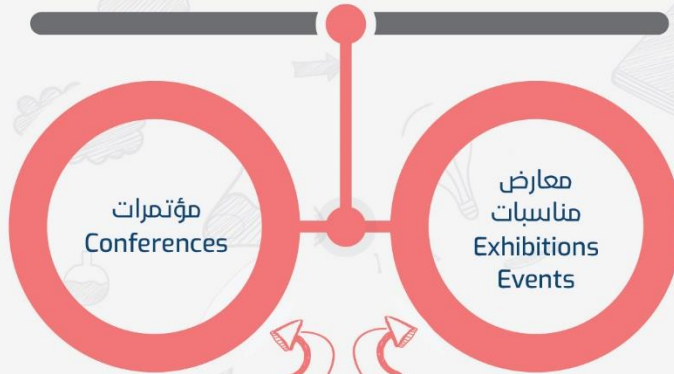 مؤتمرات
Conferences
معارض
مناسبات
Exhibitions
Events